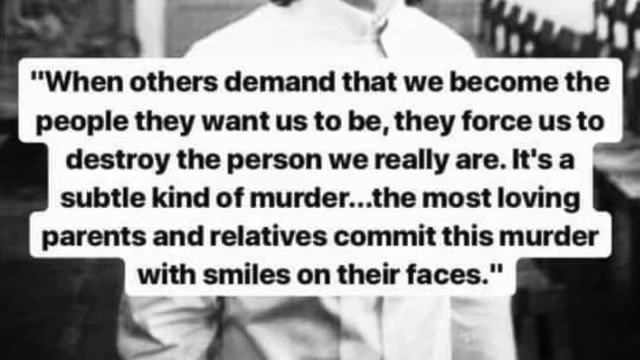 "When others demand that we become the
people they want us to be, they force us to
destroy the person we really are. It's a
subtle kind of murder...the most loving
parents and relatives commit this murder
with smiles on their faces."